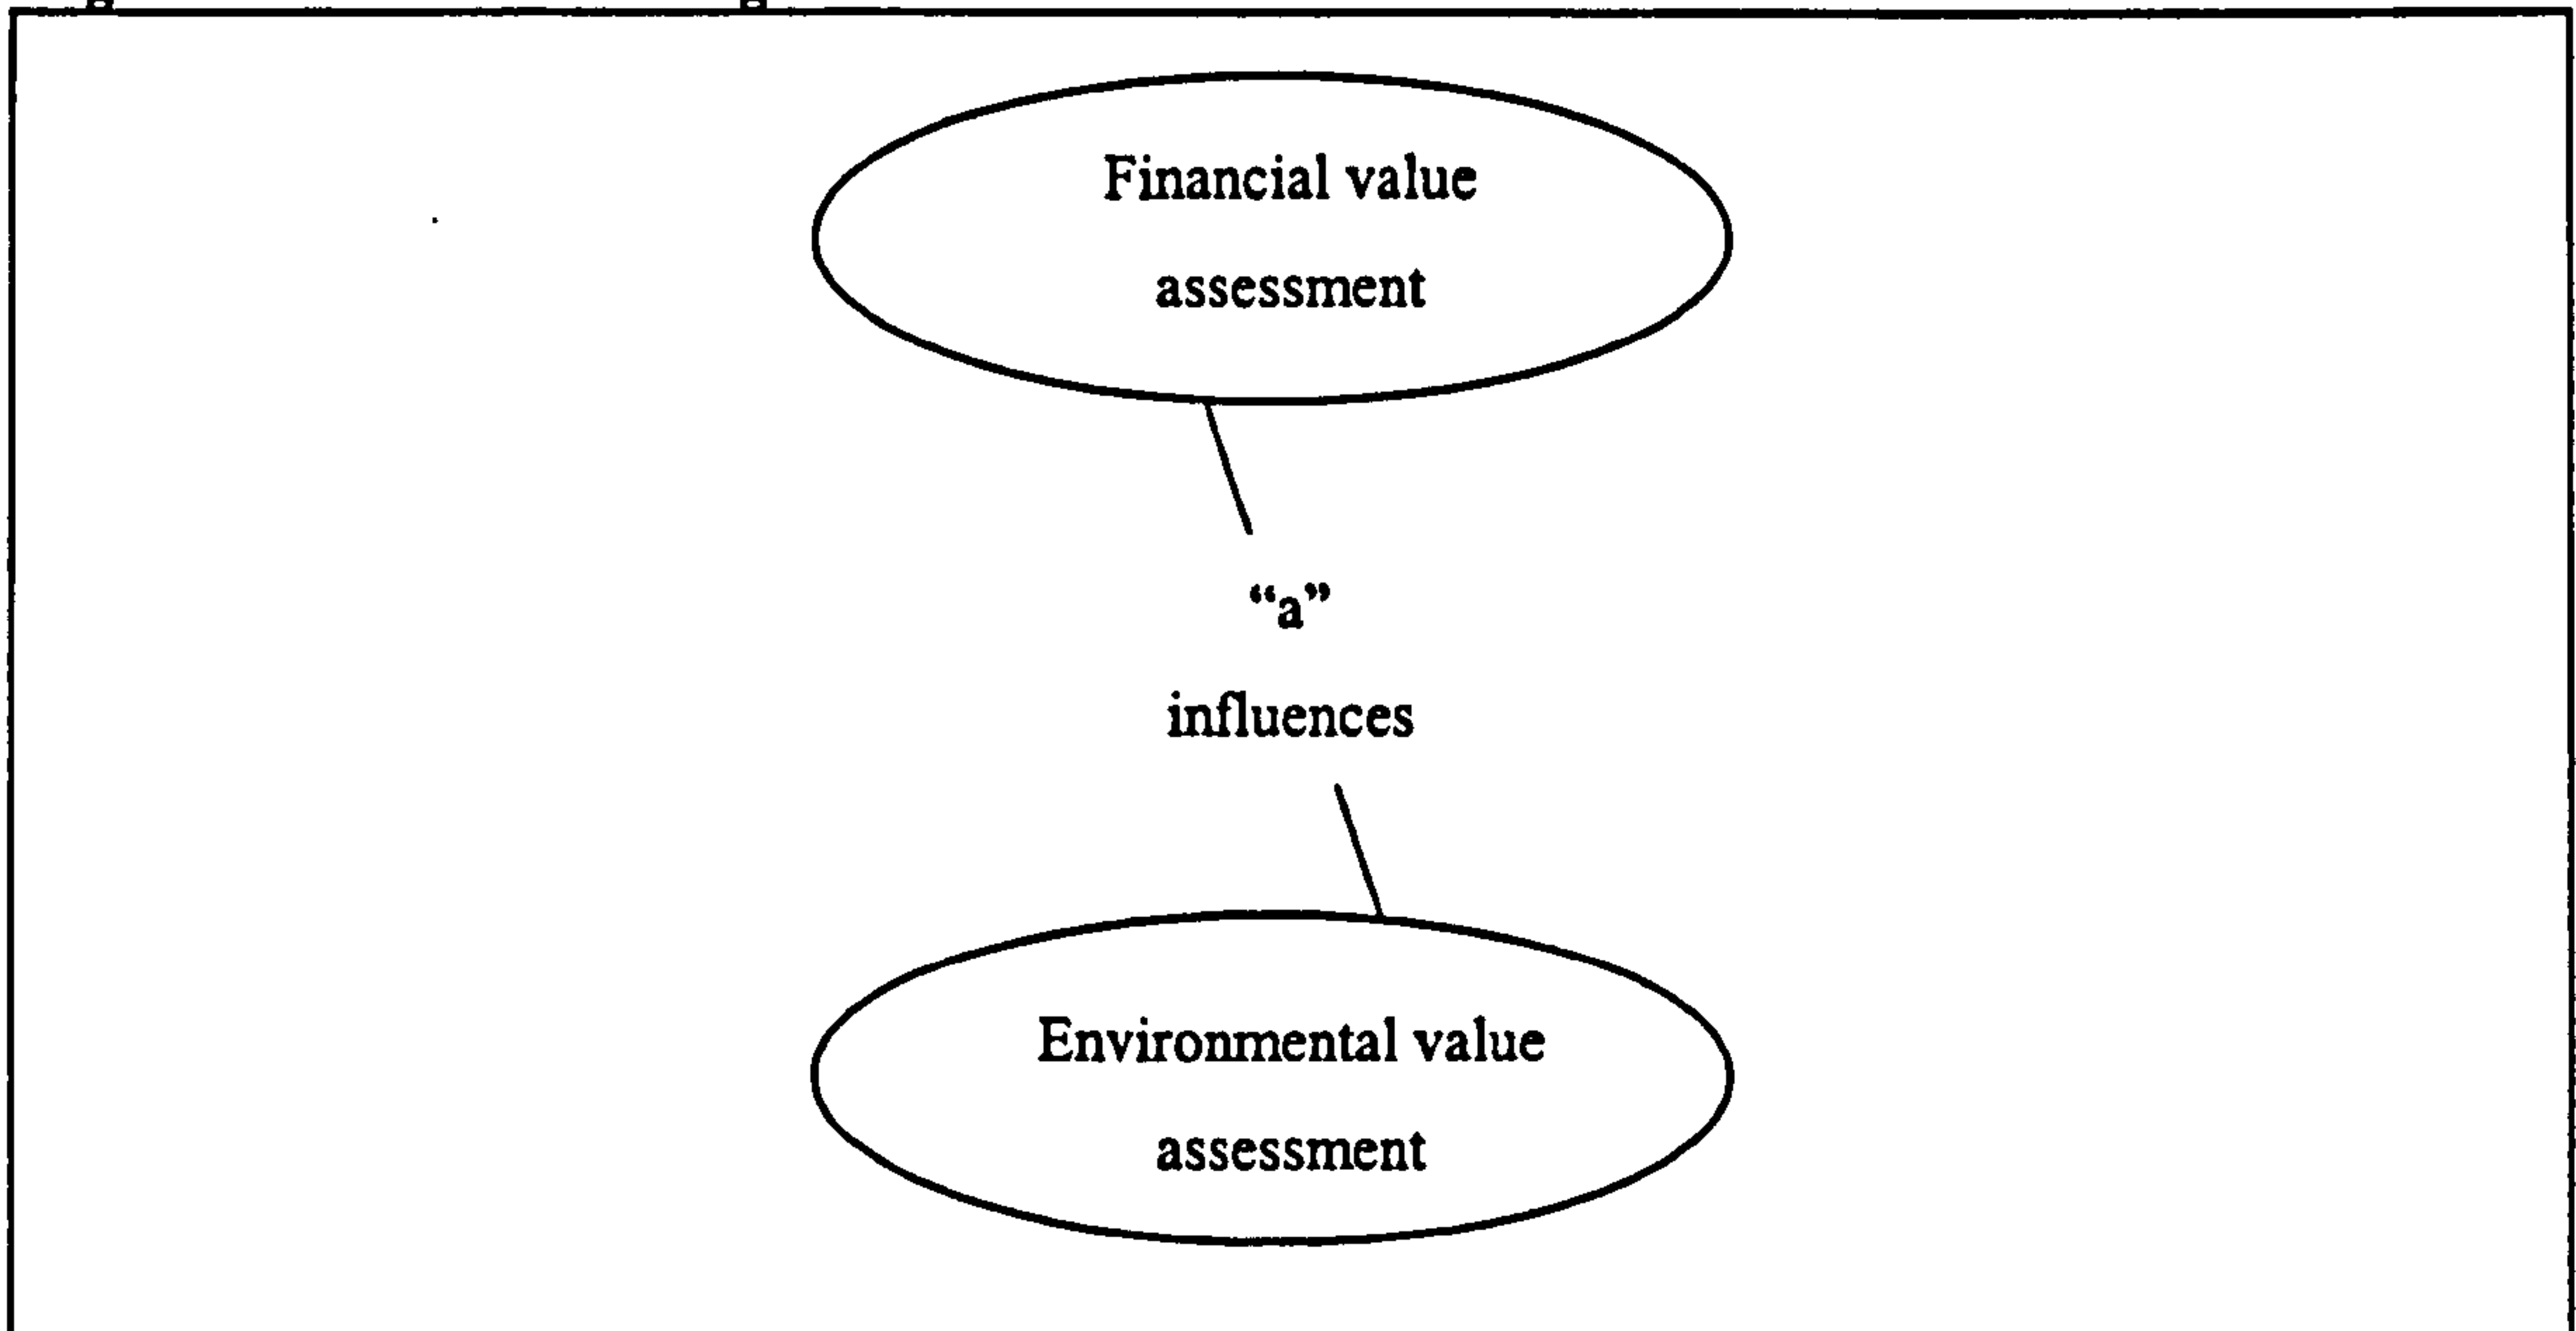 Financial value
assessment
“a”
influences
Environmental value
assessment